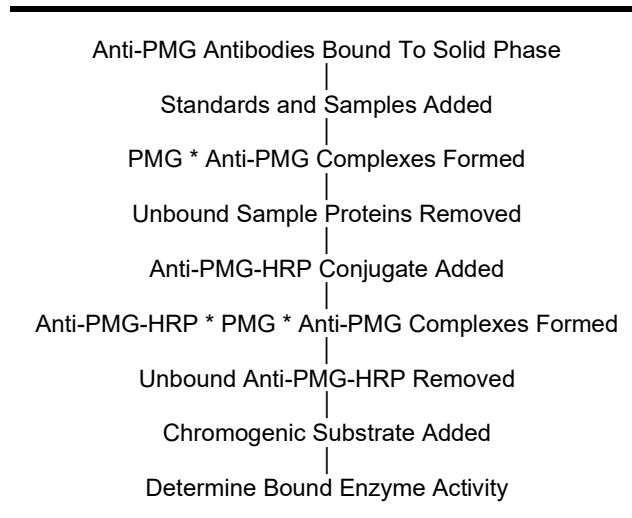 Anti-PMG Antibodies Bound To Solid Phase
Standards and Samples Added
PMG * Anti-PMG Complexes Formed
Unbound Sample Proteins Removed
Anti-PMG-HRP Conjugate Added
Anti-PMG-HRP * PMG * Anti-PMG Complexes Formed
Unbound Anti-PMG-HRP Removed
Chromogenic Substrate Added
Determine Bound Enzyme Activity